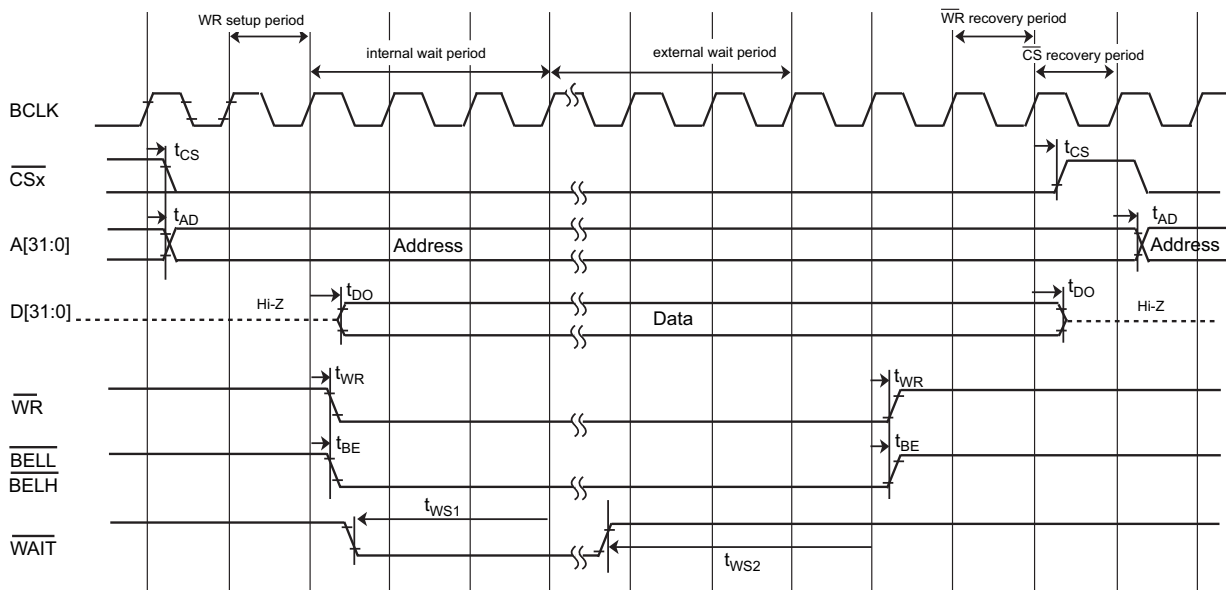 WR setup period
WR recovery period
internal wait period
external wait period
CS recovery period
BCLK
tCS
tCS
CSx
tAD
tAD
A[31:0]
Address
Address
tDO
tDO
D[31:0]
Hi-Z
Data
Hi-Z
tWR
tWR
WR
tBE
tBE
BELL
BELH
tWS1
WAIT
tWS2